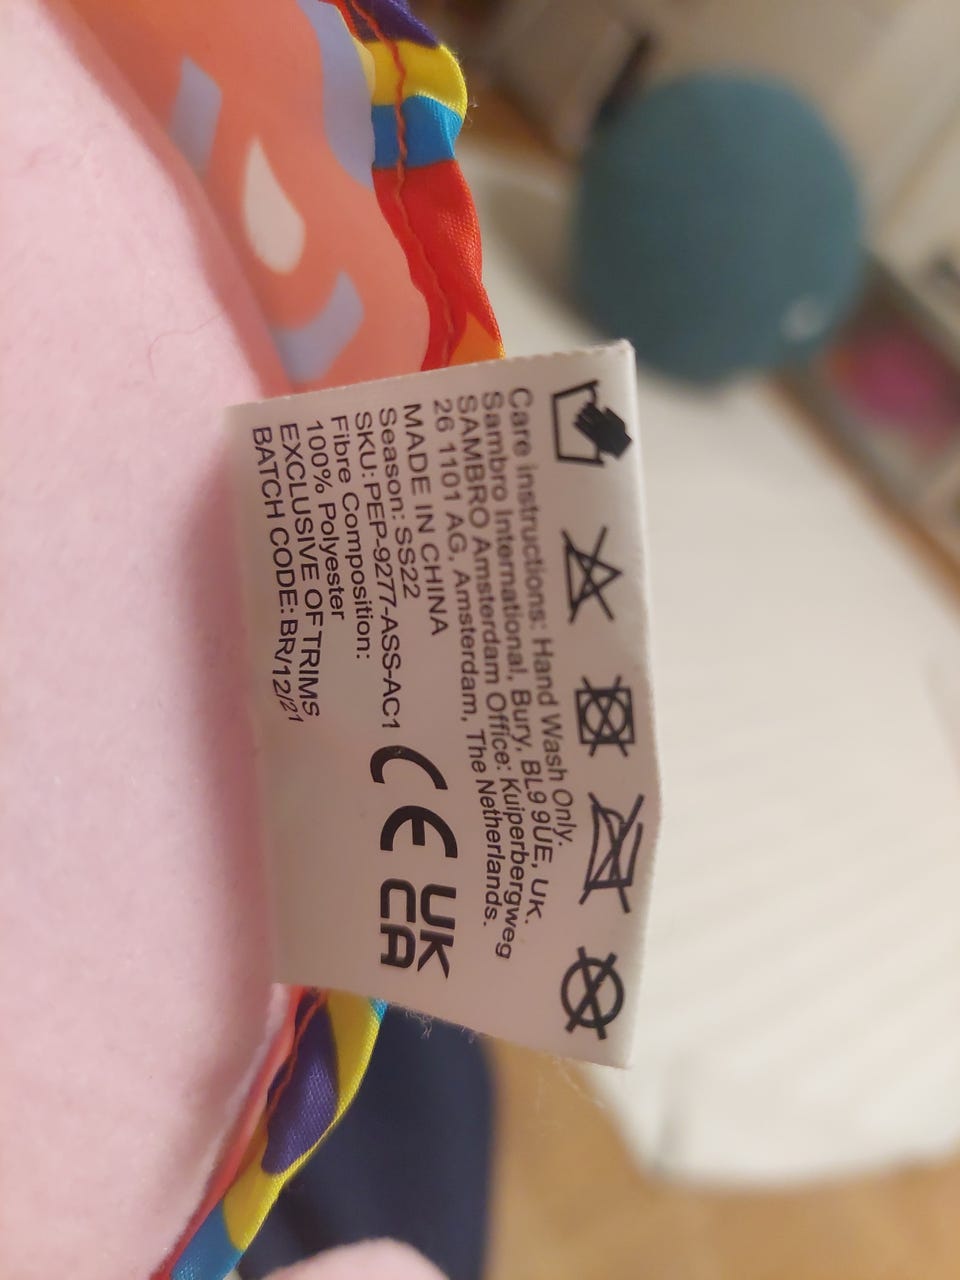 Care instructions: Hand Wash Only.
Sambro International, Bury, BL9 9UE, UK.
SAMBRO Amsterdam Office: Kuiperbergweg
26 1101 AG, Amsterdam, The Netherlands.
MADE IN CHINA
Season: SS22
SKU: PEP-9277-ASS-AC1
Fibre Composition:
100% Polyester
EXCLUSIVE OF TRIMS
BATCH CODE: BR/12/21
CE
UK
CA